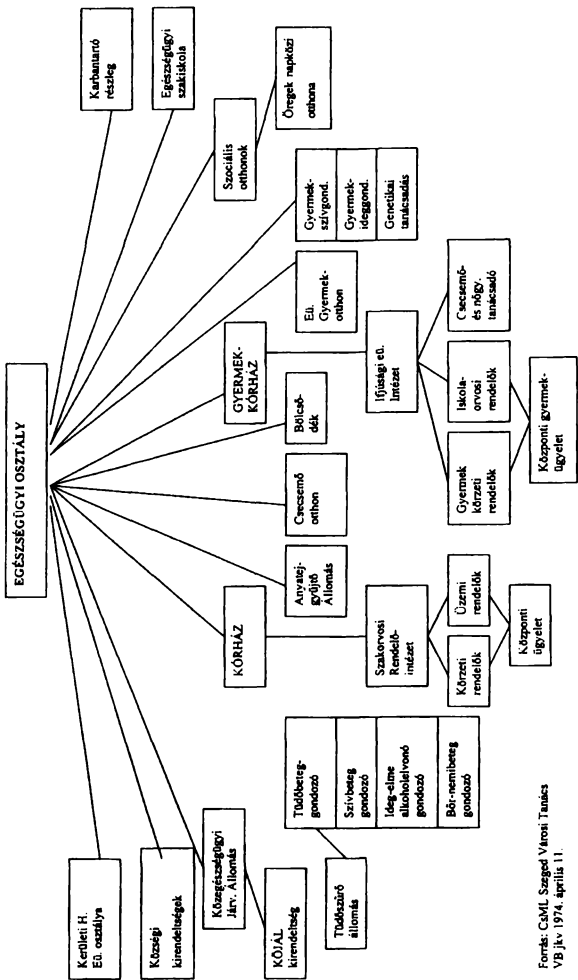 EGÉSZSÉGÜGYI OSZTÁLY
Kerületi H.
Eü. osztálya
Községi
kirendeltségek
Közegészségügyi
Járv. Állomás
KÖJÁL
kirendeltség
KÓRHÁZ
Anyatej-
gyűjtő
Állomás
Csecsemő
otthon
Bölcső-
dék
GYERMEK-
KÓRHÁZ
Eü.
Gyermek-
otthon
Gyermek-
szívgond.
Gyermek-
ideggond.
Genetikai
tanácsadás
Szociális
otthonok
Öregek napközi
otthona
Egészségügyi
szakiskola
Karbantartó
részleg
Tüdőbeteg-
gondozó
Szívbeteg
gondozó
Ideg-elme
alkoholelvonó
gondozó
Bőr-nemibeteg
gondozó
Tüdőszűrő
állomás
Szakorvosi
Rendelő-
intézet
Körzeti
rendelők
Üzemi
rendelők
Központi
ügyelet
Ifjúsági eü.
Intézet
Gyermek
körzeti
rendelők
Iskola-
orvosi
rendelők
Csecsemő-
és nőgy.
tanácsadó
Központi gyermek-
ügyelet
Forrás: CsML Szeged Városi Tanács
VB jkv 1974. április 11.